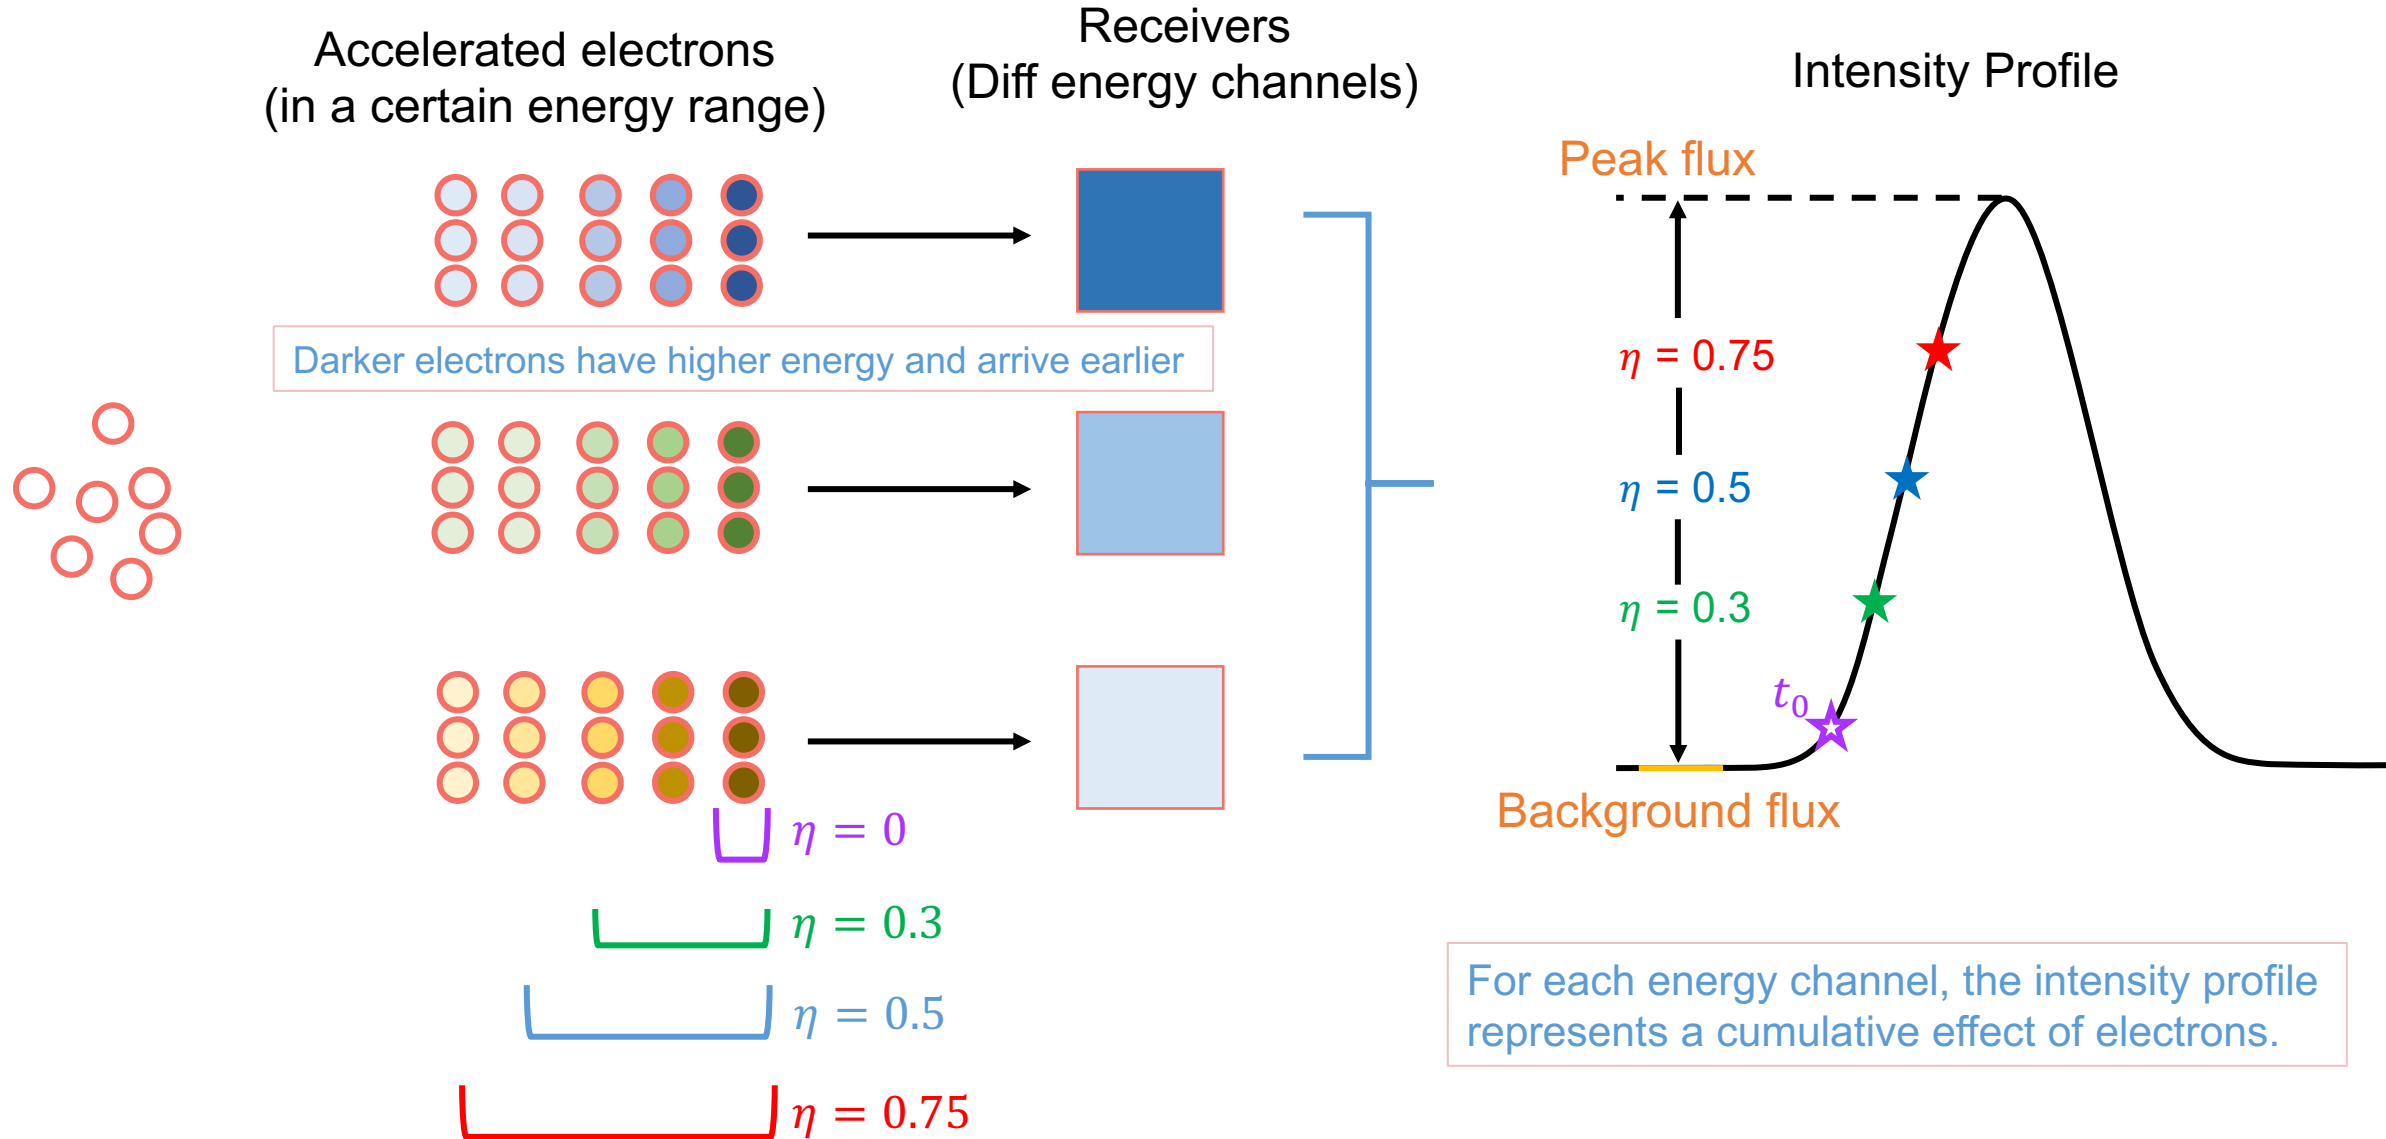 Accelerated electrons
(in a certain energy range)
Receivers
(Diff energy channels)
Intensity Profile
Peak flux
Darker electrons have higher energy and arrive earlier
η = 0.75
η = 0.5
η = 0.3
t₀
Background flux
η = 0
η = 0.3
η = 0.5
η = 0.75
For each energy channel, the intensity profile
represents a cumulative effect of electrons.